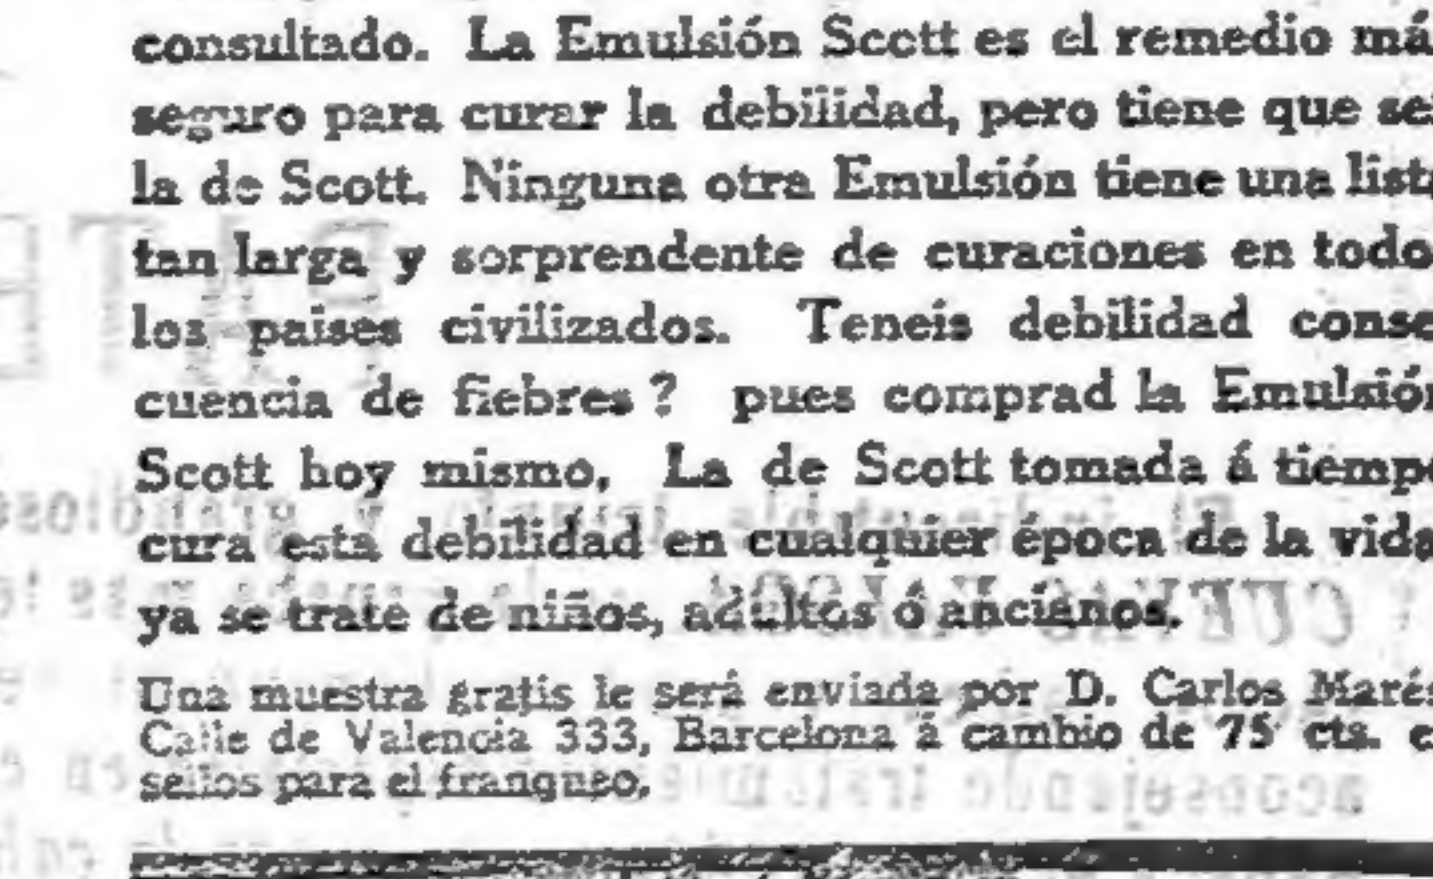 consultado. La Emulsión Scott es el remedio má
seguro para curar la debilidad, pero tiene que se
la de Scott. Ninguna otra Emulsión tiene una lista
tan larga y sorprendente de curaciones en todo
los paises civilizados. Teneis debilidad conse
cuencia de fiebres? pues comprad la Emulsión
Scott hoy mismo, La de Scott tomada á tiempo
cura esta debilidad en cualquier época de la vida
ya se trate de niños, adultos ó ancianos.
Una muestra gratis le será enviada por D. Carlos Marés
Calle de Valencia 333, Barcelona á cambio de 75 cts. e
sellos para el franqueo.